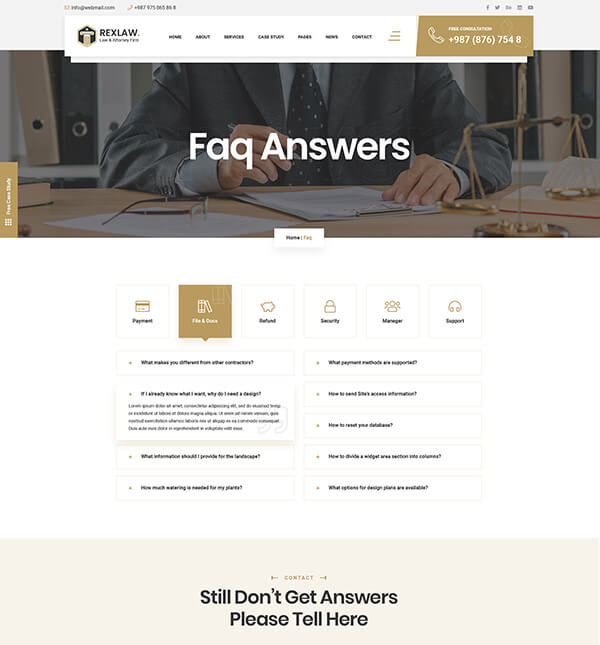 info@webmail.com +987 975 065 86 8
REXLAW.
Law & Attorney Firm
HOME ABOUT SERVICES CASE STUDY PAGES NEWS CONTACT
FREE CONSULTATION
+987 (876) 754 8
Faq Answers
Free Case Study
Home | Faq
Payment File & Docs Refund Security Manager Support
+ What makes you different from other contractors?
+ What payment methods are supported?
+ If I already know what I want, why do I need a design?
Lorem ipsum dolor sit amet, consectetur adipiscing elit, sed do eiusmod temp
or incididunt ut labore et dolore magna aliqua. Ut enim ad minim veniam, quis
nostrud exercitation ullamco laboris nisi ut aliquip ex ea commodo consequat.
Duis aute irure dolor in reprehenderit in voluptate velit esse.
+ How to send Site's access information?
+ How to reset your database?
+ What information should I provide for the landscape?
+ How to divide a widget area section into columns?
+ How much watering is needed for my plants?
+ What options for design plans are available?
CONTACT
Still Don't Get Answers
Please Tell Here